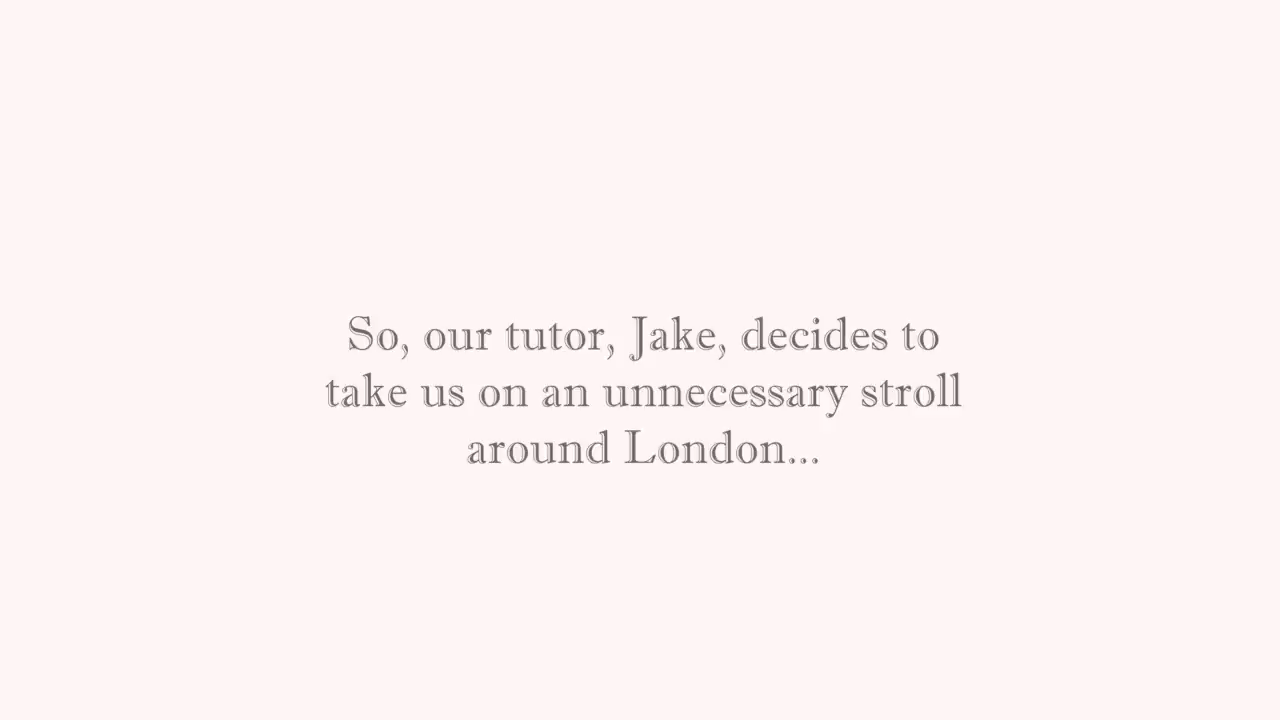 So, our tutor, Jake, decides to
take us on an unnecessary stroll
around London...